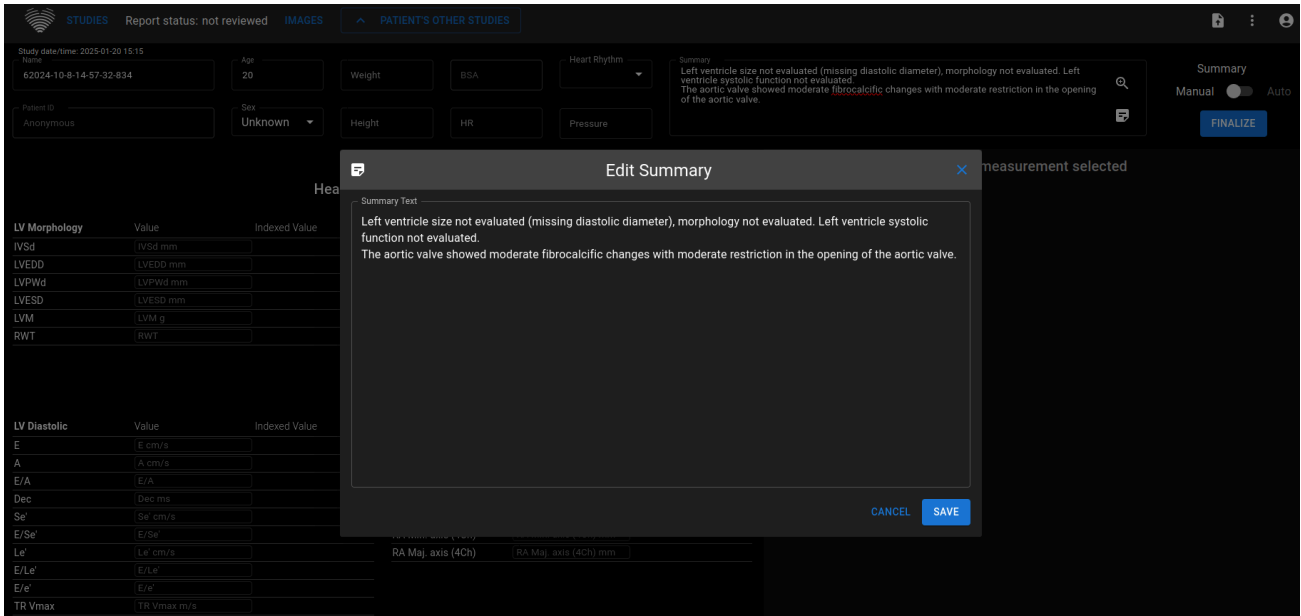 STUDIES
Report status: not reviewed
IMAGES
PATIENT'S OTHER STUDIES
Study date/time: 2025-01-20 15:15
Name
62024-10-8-14-57-32-834
Age
20
Weight
BSA
Heart Rhythm
Patient ID
Anonymous
Sex
Unknown
Height
HR
Pressure
Summary
Left ventricle size not evaluated (missing diastolic diameter), morphology not evaluated. Left
ventricle systolic function not evaluated.
The aortic valve showed moderate fibrocalcific changes with moderate restriction in the opening
of the aortic valve.
Summary
Manual
Auto
FINALIZE
Hea
measurement selected
Edit Summary
Summary Text
Left ventricle size not evaluated (missing diastolic diameter), morphology not evaluated. Left ventricle systolic
function not evaluated.
The aortic valve showed moderate fibrocalcific changes with moderate restriction in the opening of the aortic valve.
CANCEL
SAVE
LV Morphology Value Indexed Value
IVSd IVSd mm
LVEDD LVEDD mm
LVPWd LVPWd mm
LVESD LVESD mm
LVM LVM g
RWT RWT
LV Diastolic Value Indexed Value
E E cm/s
A A cm/s
E/A E/A
Dec Dec ms
Se' Se' cm/s
E/Se' E/Se'
Le' Le' cm/s
E/Le' E/Le'
E/e' E/e'
TR Vmax TR Vmax m/s
RA Maj. axis (4Ch) RA Maj. axis (4Ch) mm